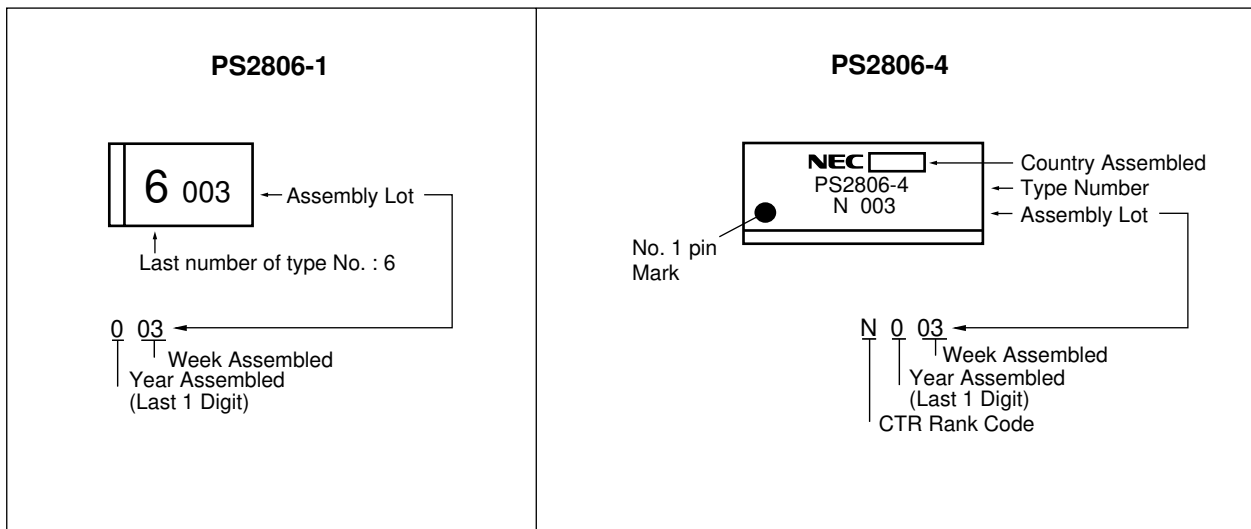 PS2806-1
6 003
Assembly Lot
Last number of type No. : 6
0 03
Week Assembled
Year Assembled
(Last 1 Digit)
PS2806-4
NEC
Country Assembled
PS2806-4
Type Number
N 003
Assembly Lot
No. 1 pin
Mark
N 0 03
Week Assembled
Year Assembled
(Last 1 Digit)
CTR Rank Code